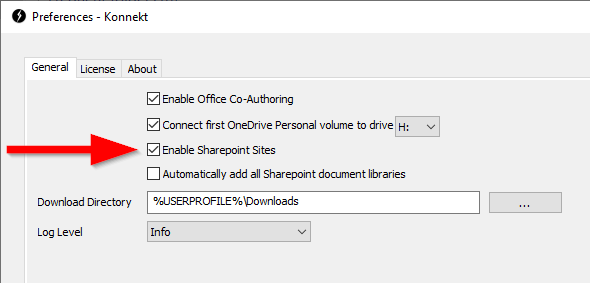 Preferences - Konnekt
General License About
Enable Office Co-Authoring
Connect first OneDrive Personal volume to drive H:
Enable Sharepoint Sites
Automatically add all Sharepoint document libraries
Download Directory %USERPROFILE%\Downloads ...
Log Level Info